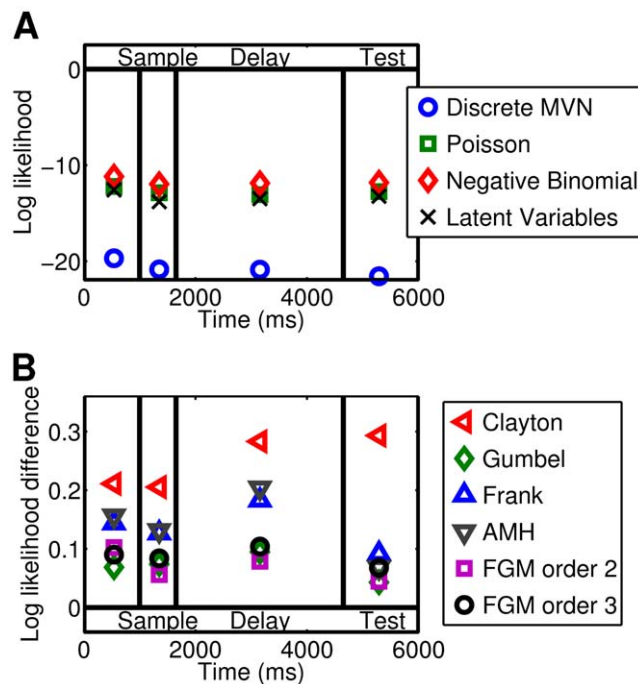 A
Sample Delay Test
0
−10
−20
Log likelihood
0 2000 4000 6000
Time (ms)
Discrete MVN
Poisson
Negative Binomial
Latent Variables
B
0.3
0.2
0.1
0
Log likelihood difference
Sample Delay Test
0 2000 4000 6000
Time (ms)
Clayton
Gumbel
Frank
AMH
FGM order 2
FGM order 3